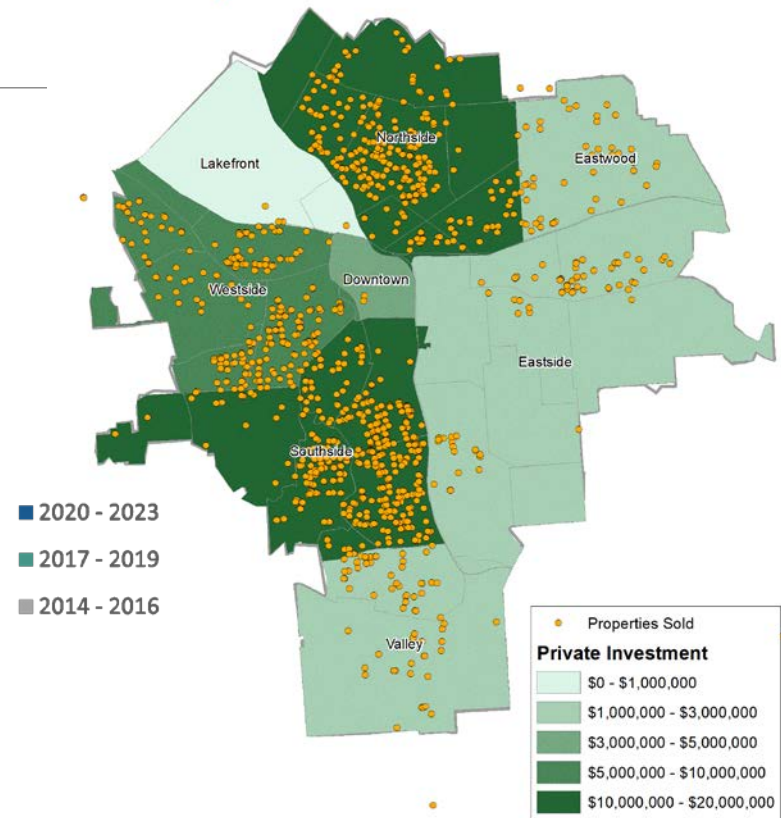 Northside
Lakefront
Eastwood
Downtown
Westside
Eastside
Southside
2020 - 2023
2017 - 2019
2014 - 2016
Valley
Properties Sold
Private Investment
$0 - $1,000,000
$1,000,000 - $3,000,000
$3,000,000 - $5,000,000
$5,000,000 - $10,000,000
$10,000,000 - $20,000,000